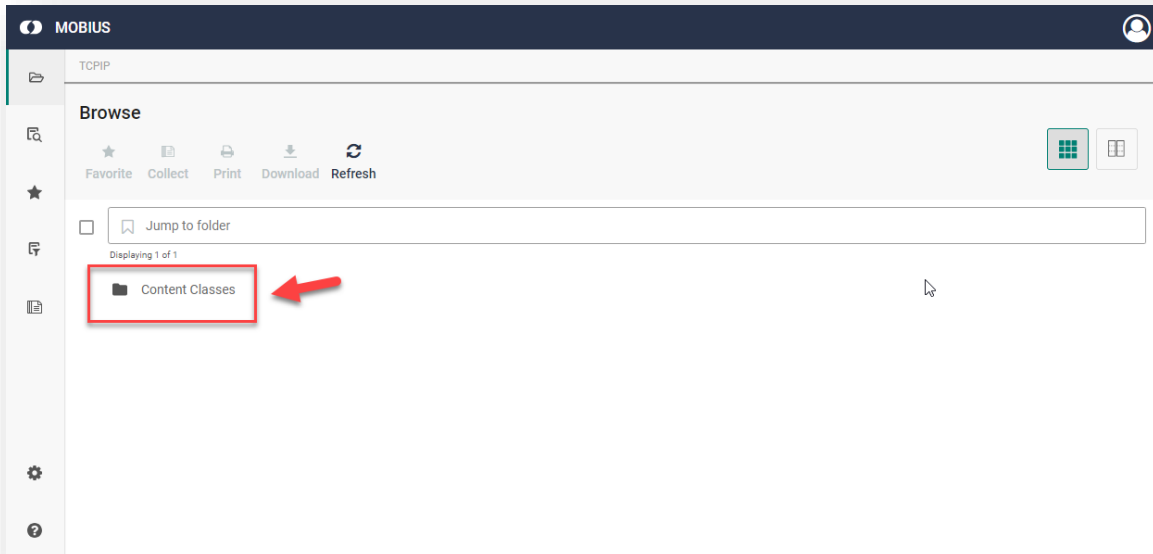 MOBIUS
TCPIP
Browse
Favorite Collect Print Download Refresh
Jump to folder
Displaying 1 of 1
Content Classes